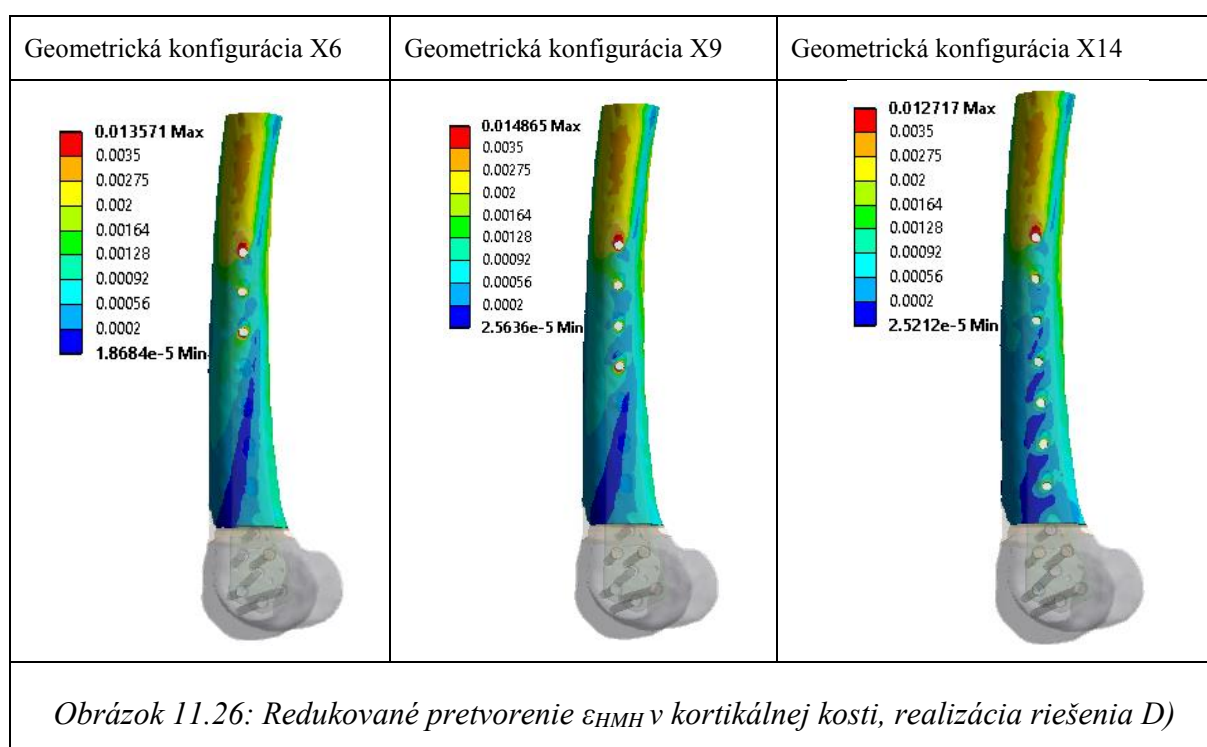 Geometrická konfigurácia X6
Geometrická konfigurácia X9
Geometrická konfigurácia X14
0.013571 Max
0.0035
0.00275
0.002
0.00164
0.00128
0.00092
0.00056
0.0002
1.8684e-5 Min
0.014865 Max
0.0035
0.00275
0.002
0.00164
0.00128
0.00092
0.00056
0.0002
2.5636e-5 Min
0.012717 Max
0.0035
0.00275
0.002
0.00164
0.00128
0.00092
0.00056
0.0002
2.5212e-5 Min
Obrázok 11.26: Redukované pretvorenie εHMH v kortikálnej kosti, realizácia riešenia D)